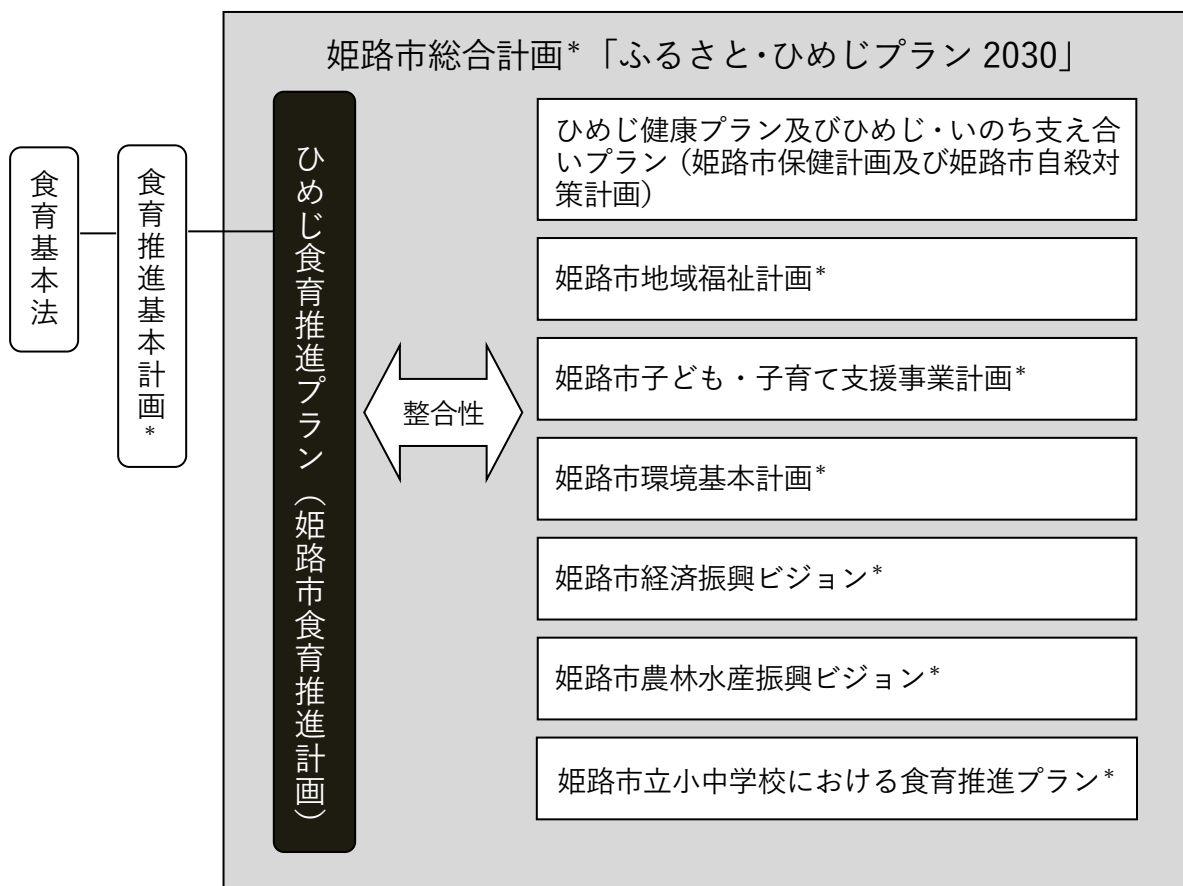 姫路市総合計画*「ふるさと・ひめじプラン 2030」
食育基本法
食育推進基本計画*
ひめじ食育推進プラン（姫路市食育推進計画）
整合性
ひめじ健康プラン及びひめじ・いのち支え合
いプラン（姫路市保健計画及び姫路市自殺対
策計画）
姫路市地域福祉計画*
姫路市子ども・子育て支援事業計画*
姫路市環境基本計画*
姫路市経済振興ビジョン*
姫路市農林水産振興ビジョン*
姫路市立小中学校における食育推進プラン*